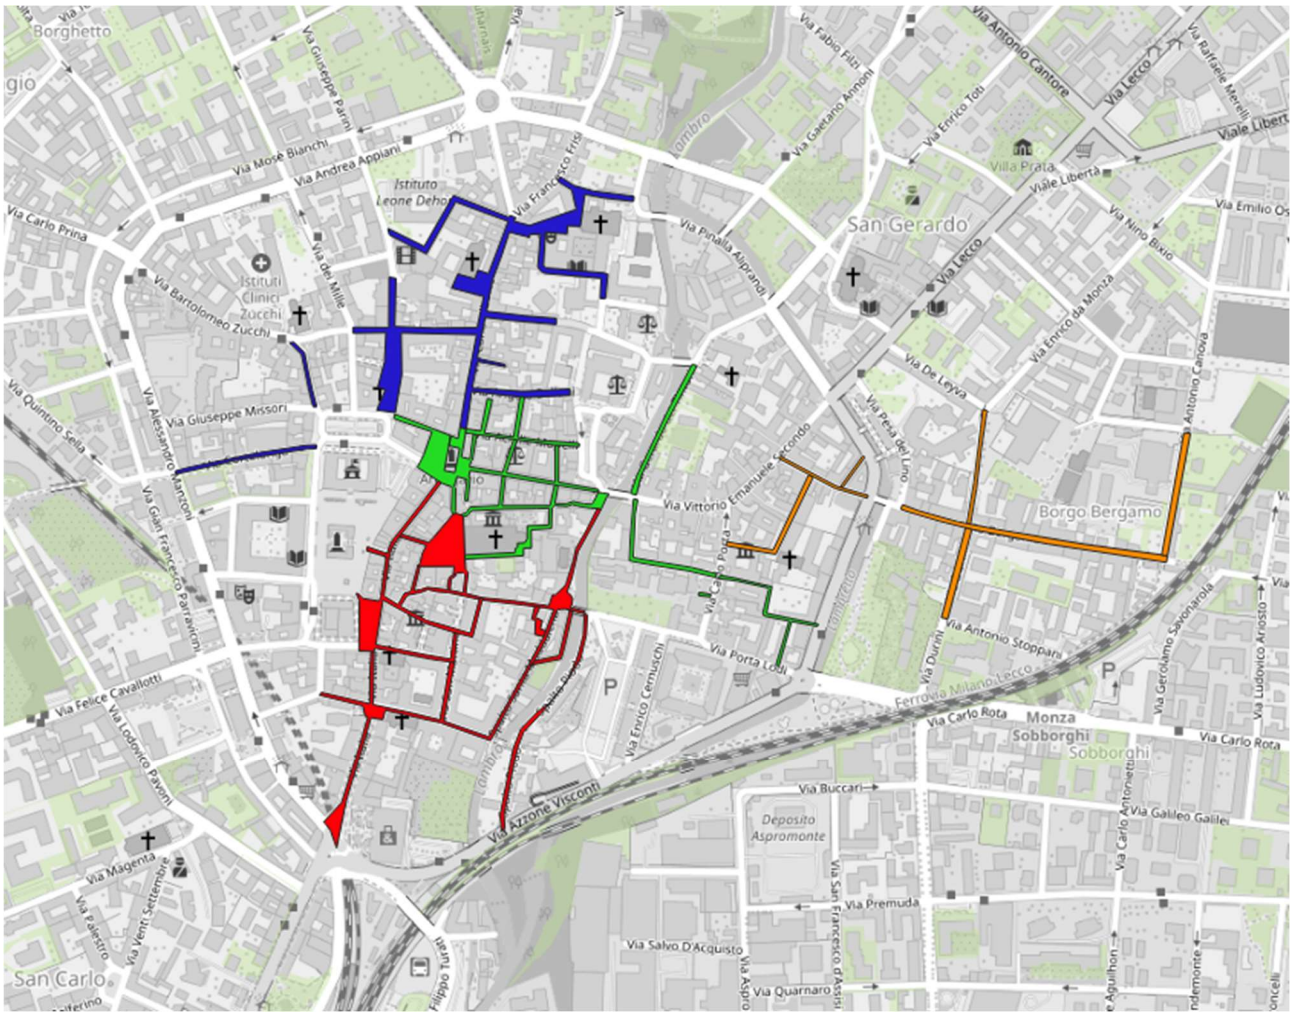 Borghetto
Via Giuseppe Parini
Via Fabio Filzi
Via Antonio Cantore
Via Lecco
Via Raffaele Merelli
gio
Via Gaetano Annoni
Via Enrico Toti
Viale Libert
Via Mosè Bianchi
Via Andrea Appiani
Lambro
Villa Prata
Viale Libertà
Istituto
Leone Deho
Via Francesco Frisi
Via Carlo Prina
Via Pinalla Aliprandi
San Gerardo
Via Emilio Os
Via Nino Bixio
Via dei Mille
Istituti
Clinici
Zucchi
Via Bartolomeo Zucchi
Via Lecco
Via Enrico da Monza
Antonio Canova
Via De Leyva
Via Quintino Sella
Via Alessandro Manzoni
Via Giuseppe Missori
Via Pesa del Lino
Via Vittorio Emanuele Secondo
Borgo Bergamo
Via Gian Francesco Parravicini
Via Carlo Porta
Lambretto
Via Antonio Stoppani
Via Durini
Via Gerolamo Savonarola
Via Ludovico Ariosto
Via Porta Lodi
Via Enrico Cernuschi
P
P
Via Felice Cavallotti
Ferrovia Milano Lecco
Via Carlo Rota
Monza
Sobborghi
Sobborghi
Via Carlo Rota
Via Lodovico Pavoni
Via Azzone Visconti
Via Buccari
Via Carlo Antonietti
Via Galileo Galilei
Deposito
Aspromonte
Via Magenta
Via Venti Settembre
Via Palestro
Via San Francesco d'Assisi
Via Premuda
Via Salvo D'Acquisto
Via Aspro
Via Quarnaro
Filippo Turati
San Carlo
e Aguilhon
ndemonte
oncelli